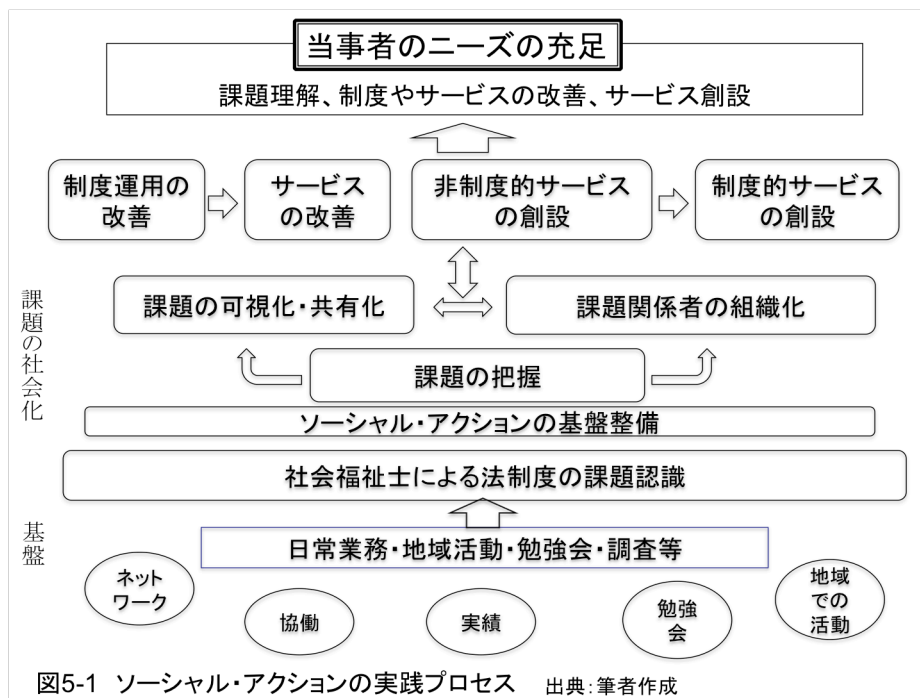 当事者のニーズの充足
課題理解、制度やサービスの改善、サービス創設
制度運用の
改善
サービス
の改善
非制度的サービス
の創設
制度的サービス
の創設
課題の社会化
課題の可視化・共有化
課題関係者の組織化
課題の把握
ソーシャル・アクションの基盤整備
社会福祉士による法制度の課題認識
基盤
日常業務・地域活動・勉強会・調査等
ネット
ワーク
協働
実績
勉強
会
地域
での
活動
図5-1 ソーシャル・アクションの実践プロセス 出典:筆者作成